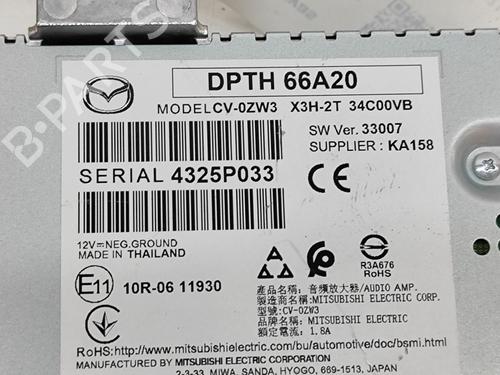 DPTH 66A20
MODEL CV-0ZW3 X3H-2T 34C00VB
SW Ver. 33007
SUPPLIER : KA158
SERIAL 4325P033
CE
12V⎓NEG.GROUND
MADE IN THAILAND
R3A676
RoHS
E11 10R-06 11930
品名: 音頻放大器/AUDIO AMP.
製造商名稱:MITSUBISHI ELECTRIC CORP.
型號:CV-0ZW3
商標名稱:MITSUBISHI ELECTRIC
額定電流:1.8A
RoHS:http://www.mitsubishielectric.com/bu/automotive/doc/bsmi.html
MANUFACTURED BY MITSUBISHI ELECTRIC CORPORATION
2-3-33, MIWA, SANDA, HYOGO, 669-1513, JAPAN
B-PARTS